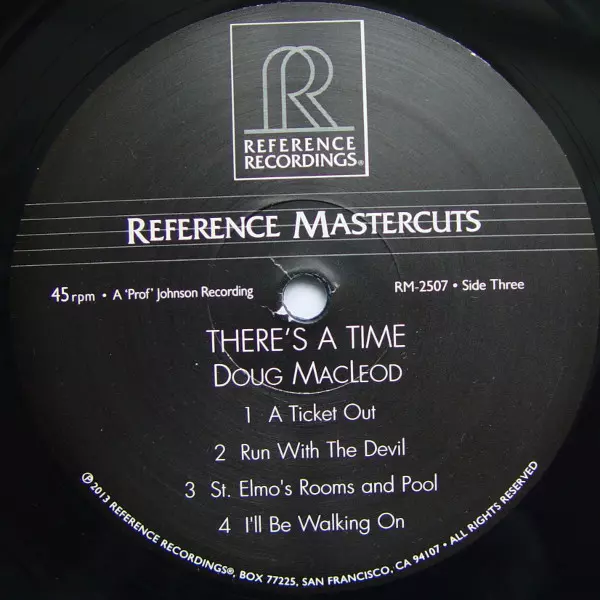 R
REFERENCE
RECORDINGS®
REFERENCE MASTERCUTS
45 rpm • A 'Prof' Johnson Recording
RM-2507 • Side Three
THERE'S A TIME
DOUG MACLEOD
1 A Ticket Out
2 Run With The Devil
3 St. Elmo's Rooms and Pool
4 I'll Be Walking On
℗ 2013 REFERENCE RECORDINGS®, BOX 77225, SAN FRANCISCO, CA 94107 • ALL RIGHTS RESERVED